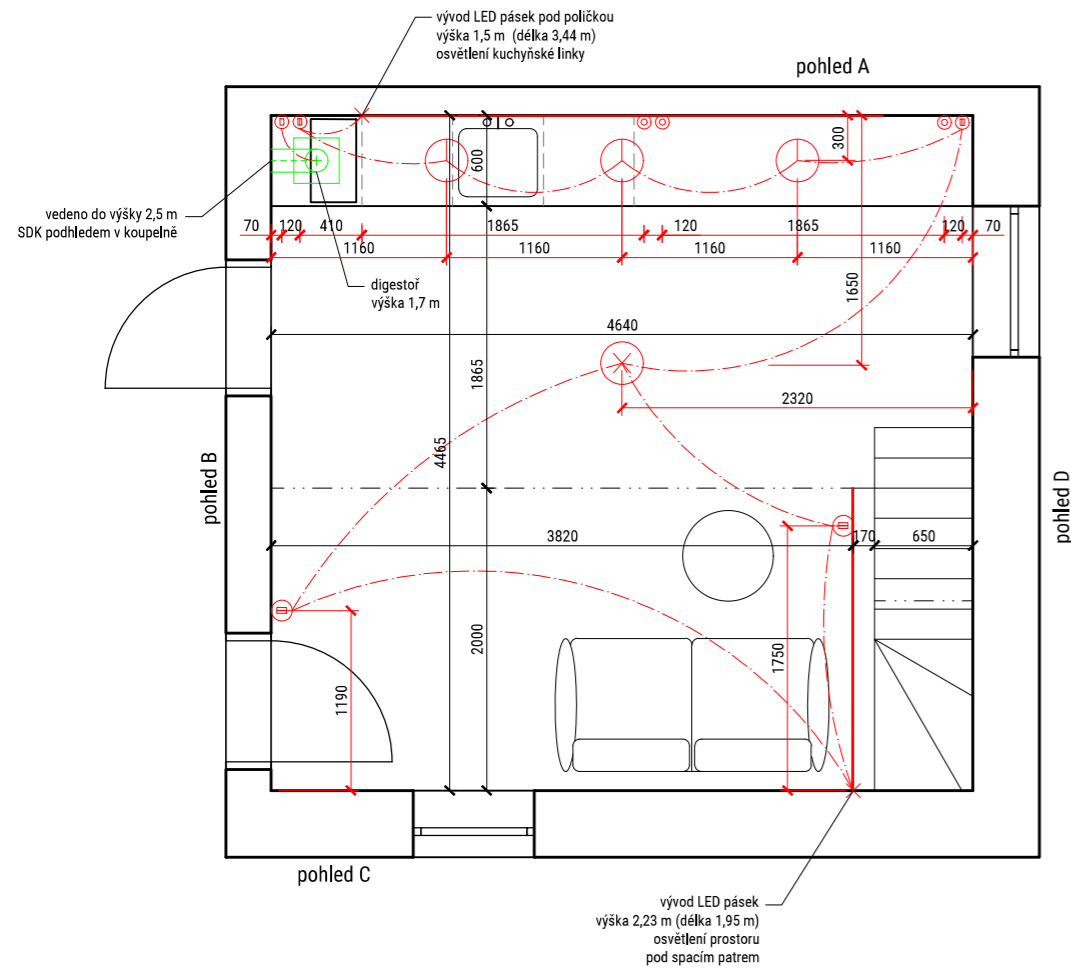 vývod LED pásek pod poličkou
výška 1,5 m (délka 3,44 m)
osvětlení kuchyňské linky
pohled A
300
600
vedeno do výšky 2,5 m
SDK podhledem v koupelně
70 120 410 1865 120 1865 120 70
1160 1160 1160 1160
digestoř
výška 1,7 m
1650
4640
1865
2320
4465
pohled B
pohled D
3820 170 650
2000
1750
1190
pohled C
vývod LED pásek
výška 2,23 m (délka 1,95 m)
osvětlení prostoru
pod spacím patrem